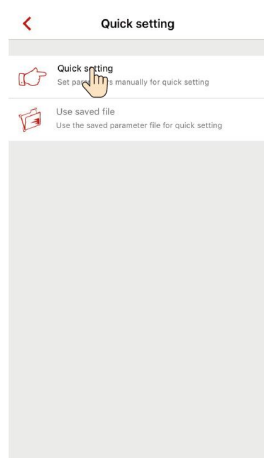 Quick setting
Quick setting
Set parameters manually for quick setting
Use saved file
Use the saved parameter file for quick setting